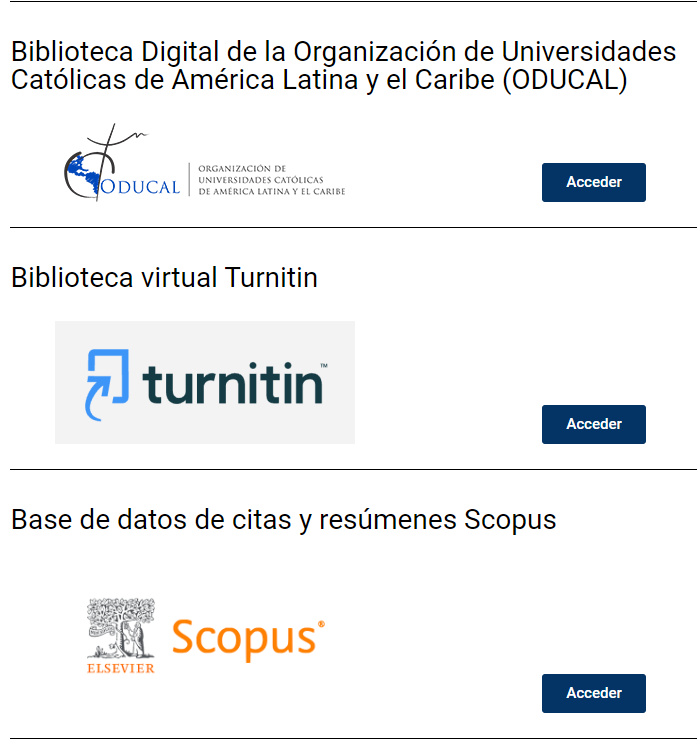 Biblioteca Digital de la Organización de Universidades
Católicas de América Latina y el Caribe (ODUCAL)
ODUCAL
ORGANIZACIÓN DE
UNIVERSIDADES CATÓLICAS
DE AMÉRICA LATINA Y EL CARIBE
Acceder
Biblioteca virtual Turnitin
turnitin™
Acceder
Base de datos de citas y resúmenes Scopus
ELSEVIER
Scopus®
Acceder